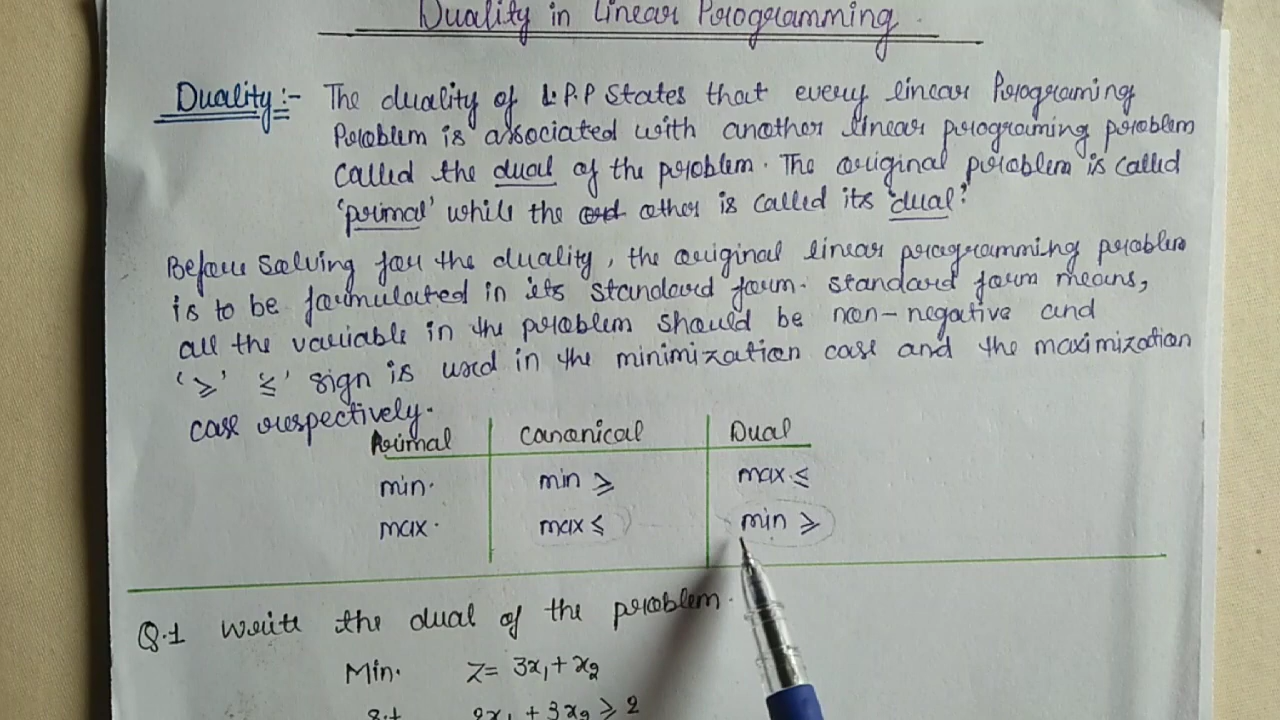 Duality in Linear Programming.
Duality:- The duality of L.P.P States that every linear Programing
Problem is associated with another linear programing problem
called the dual of the problem. The original problem is called
'primal' while the other is called its 'dual'.
Before solving for the duality, the original linear programming problem
is to be formulated in its standard form. standard form means,
all the variable in the problem should be non-negative and
'≥' '≤' sign is used in the minimization case and the maximization
case respectively.
Primal Canonical Dual
min. min ≥ max ≤
max. max ≤ min ≥
Q.1 Write the dual of the problem.
Min. Z= 3x₁+x₂
S.t 2x₁ + 3x₂ ≥ 2